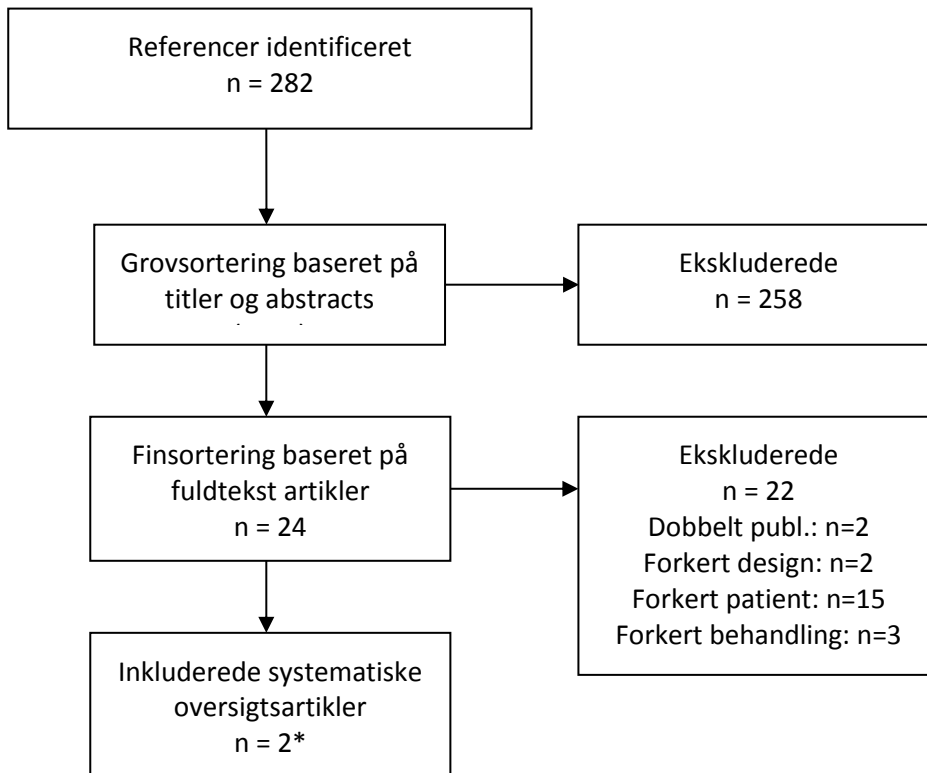 Referencer identificeret
n = 282
Grovsortering baseret på
titler og abstracts
Ekskluderede
n = 258
Finsortering baseret på
fuldtekst artikler
n = 24
Ekskluderede
n = 22
Dobbelt publ.: n=2
Forkert design: n=2
Forkert patient: n=15
Forkert behandling: n=3
Inkluderede systematiske
oversigtsartikler
n = 2*